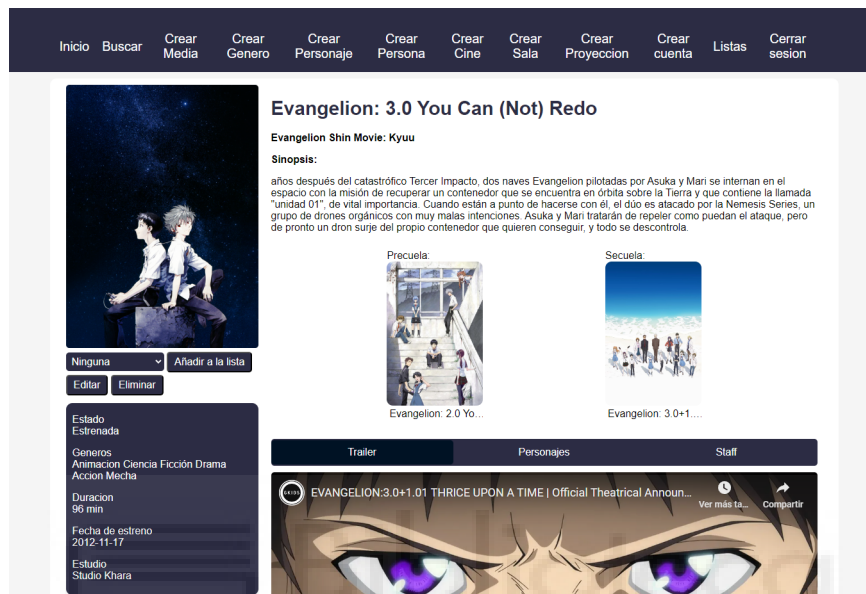 Inicio Buscar Crear Media Crear Genero Crear Personaje Crear Persona Crear Cine Crear Sala Crear Proyeccion Crear cuenta Listas Cerrar sesion
Evangelion: 3.0 You Can (Not) Redo
Evangelion Shin Movie: Kyuu
Sinopsis:
años después del catastrófico Tercer Impacto, dos naves Evangelion pilotadas por Asuka y Mari se internan en el
espacio con la misión de recuperar un contenedor que se encuentra en órbita sobre la Tierra y que contiene la llamada
"unidad 01", de vital importancia. Cuando están a punto de hacerse con él, el dúo es atacado por la Nemesis Series, un
grupo de drones orgánicos con muy malas intenciones. Asuka y Mari tratarán de repeler como puedan el ataque, pero
de pronto un dron surje del propio contenedor que quieren conseguir, y todo se descontrola.
Precuela:
Evangelion: 2.0 Yo...
Secuela:
Evangelion: 3.0+1....
Ninguna
Añadir a la lista
Editar
Eliminar
Estado
Estrenada
Generos
Animacion Ciencia Ficción Drama
Accion Mecha
Duracion
96 min
Fecha de estreno
2012-11-17
Estudio
Studio Khara
Trailer
Personajes
Staff
GKIDS
EVANGELION:3.0+1.01 THRICE UPON A TIME | Official Theatrical Announ...
Ver más ta...
Compartir